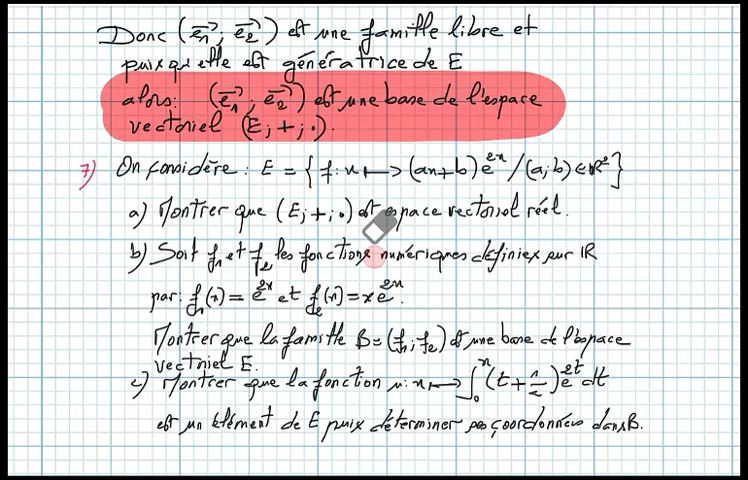 Donc (e₁→; e₂→) est une famille libre et
puisqu'elle est génératrice de E
alors: (e₁→; e₂→) est une base de l'espace
vectoriel (E; +; .).
7) On considère: E = { f: x ↦ (ax+b)e^{2x} / (a;b) ∈ ℝ² }
a) Montrer que (E; +; .) est espace vectoriel réel.
b) Soit f₁ et f₂ les fonctions numériques définies sur ℝ
par: f₁(x) = e^{2x} et f₂(x) = xe^{2x}.
Montrer que la famille B = (f₁; f₂) est une base de l'espace
vectoriel E.
c) Montrer que la fonction u: x ↦ ∫₀ˣ (t + 1/2) e^{2t} dt
est un élément de E puis déterminer ses coordonnées dans B.